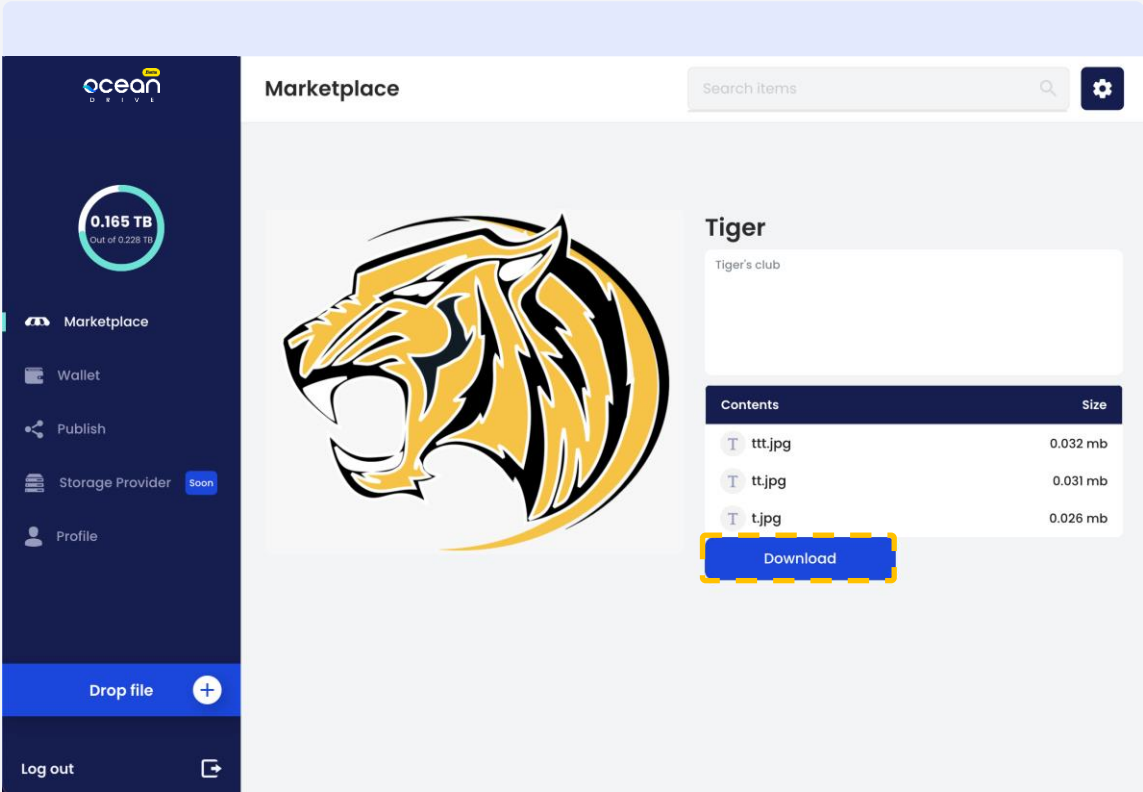 Beta
ocean
DRIVE
Marketplace
Search items
0.165 TB
Out of 0.228 TB
Marketplace
Wallet
Publish
Storage Provider Soon
Profile
Drop file
Log out
Tiger
Tiger's club
Contents Size
T ttt.jpg 0.032 mb
T tt.jpg 0.031 mb
T t.jpg 0.026 mb
Download